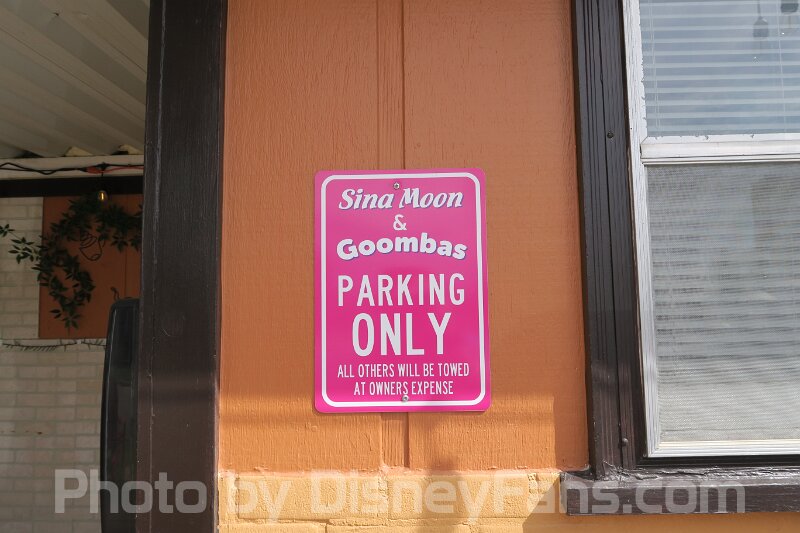 Sina Moon
&
Goombas
PARKING
ONLY
ALL OTHERS WILL BE TOWED
AT OWNERS EXPENSE
Photo by DisneyFans.com